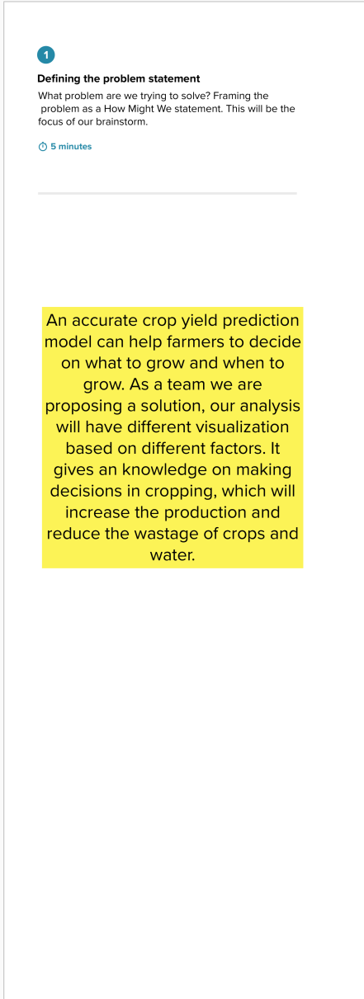 1
Defining the problem statement
What problem are we trying to solve? Framing the
problem as a How Might We statement. This will be the
focus of our brainstorm.
5 minutes
An accurate crop yield prediction
model can help farmers to decide
on what to grow and when to
grow. As a team we are
proposing a solution, our analysis
will have different visualization
based on different factors. It
gives an knowledge on making
decisions in cropping, which will
increase the production and
reduce the wastage of crops and
water.